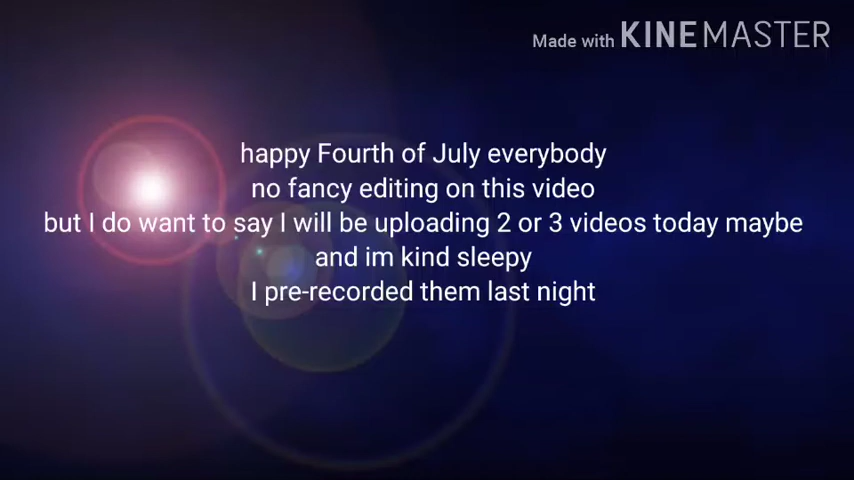 Made with KINEMASTER
happy Fourth of July everybody
no fancy editing on this video
but I do want to say I will be uploading 2 or 3 videos today maybe
and im kind sleepy
I pre-recorded them last night